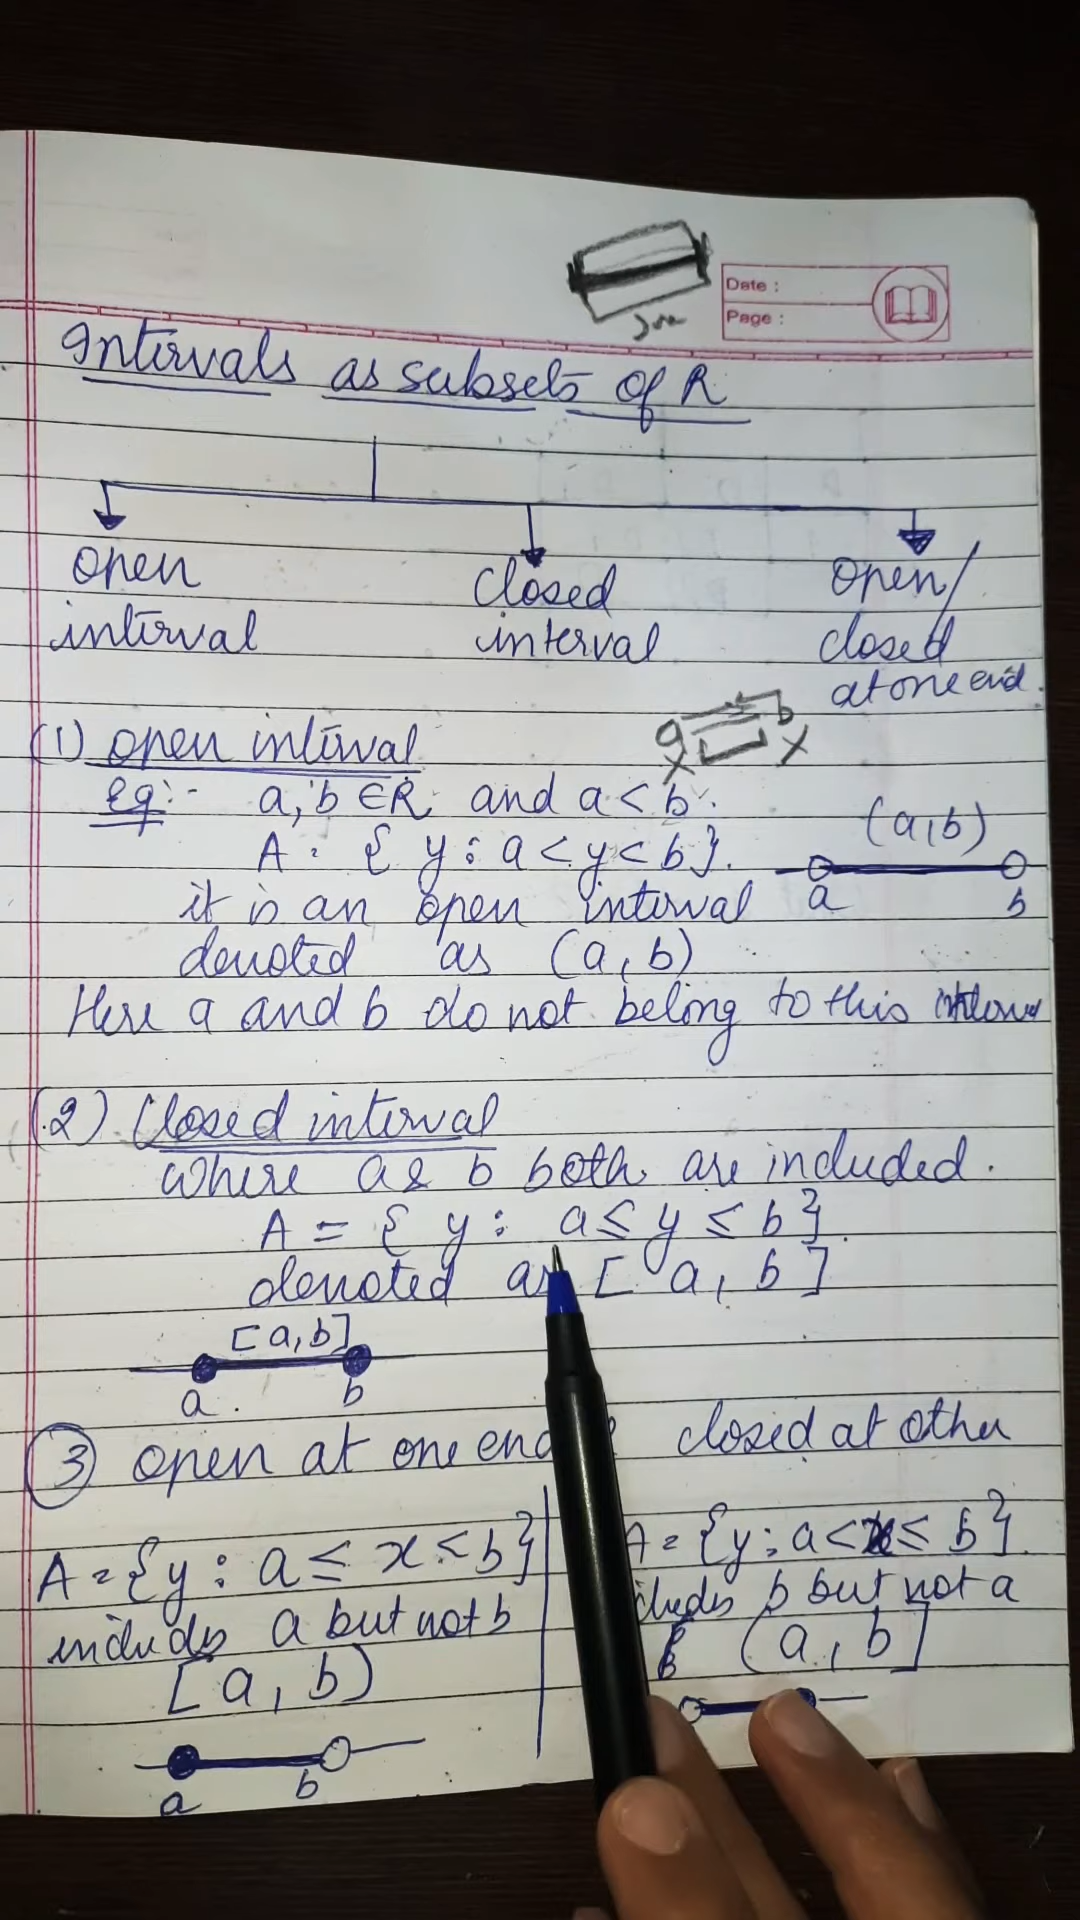 Date :
Page :
Intervals as subsets of R
open interval
Closed interval
open/ closed at one end.
(1) open interval
a b
x x
Eg:- a, b ∈ R and a < b.
A = { y : a < y < b }.
(a, b)
a b
it is an open interval
denoted as (a, b)
Here a and b do not belong to this interval
(2) Closed interval
where a & b both are included.
A = { y : a ≤ y ≤ b }.
denoted as [ a, b ]
[a, b]
a. b
(3) open at one end closed at other
A = {y : a ≤ x < b}
includes a but not b
[a, b)
a b
A = {y : a < x ≤ b}.
b but not a
(a, b]